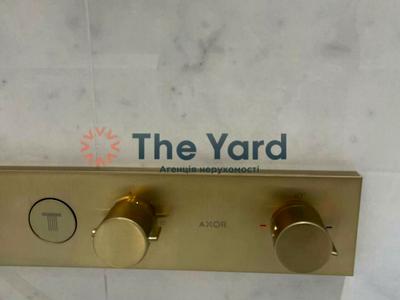 The Yard
Агенція нерухомості
AXOR